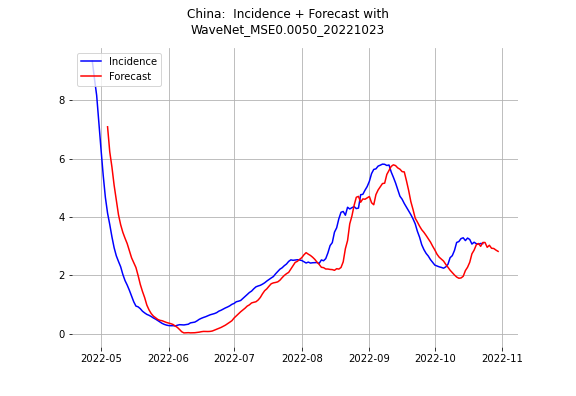 China:  Incidence + Forecast with
WaveNet_MSE0.0050_20221023
Incidence
Forecast
8
6
4
2
0
2022-05 2022-06 2022-07 2022-08 2022-09 2022-10 2022-11